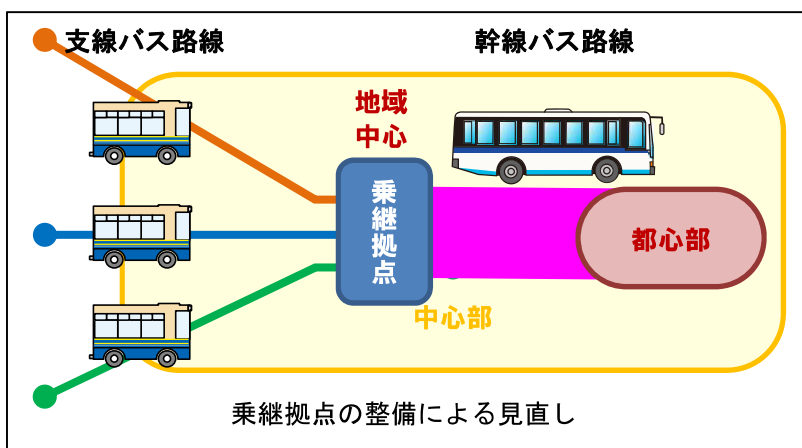 支線バス路線
幹線バス路線
地域
中心
乗継拠点
都心部
中心部
乗継拠点の整備による見直し